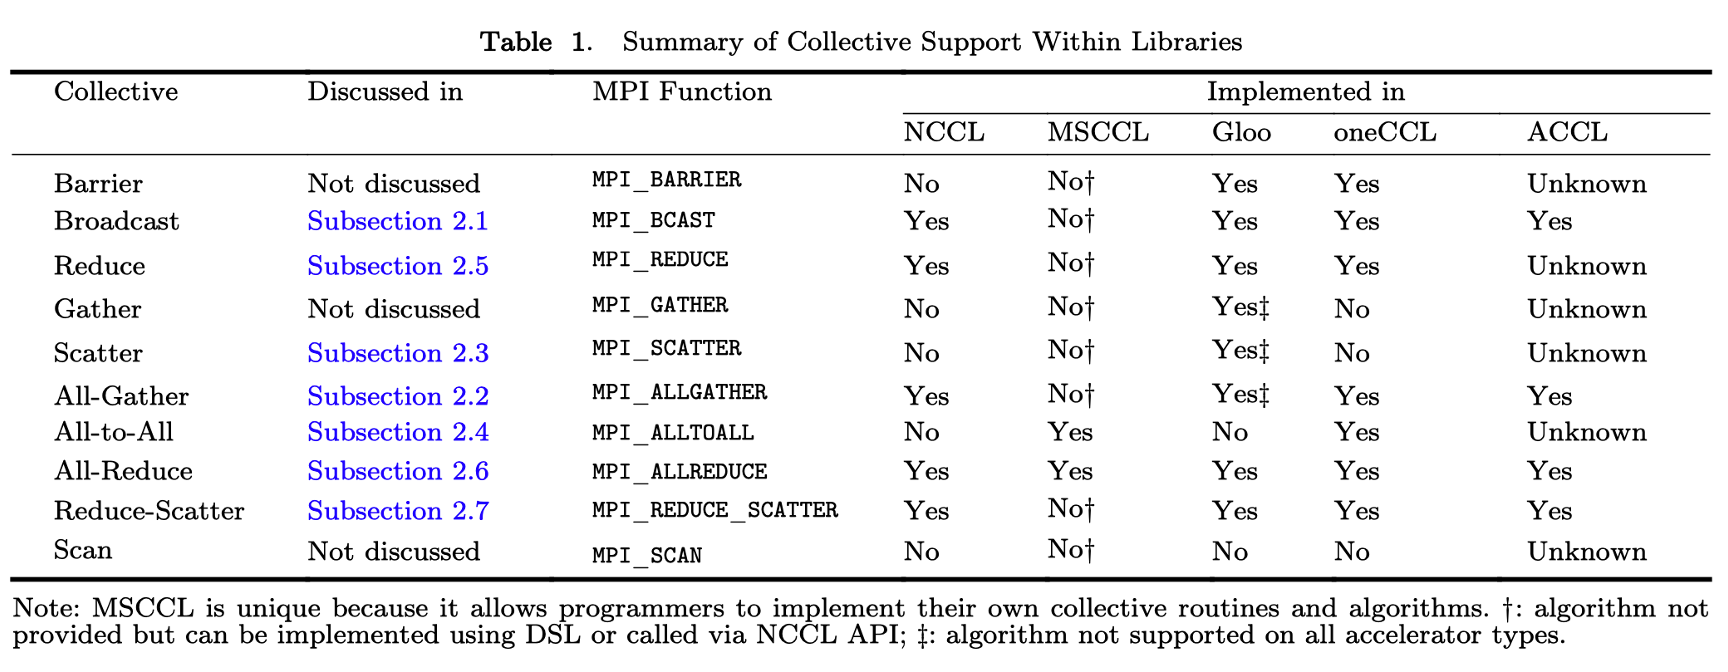 Table 1. Summary of Collective Support Within Libraries
Collective Discussed in MPI Function Implemented in
NCCL MSCCL Gloo oneCCL ACCL
Barrier Not discussed MPI_BARRIER No No† Yes Yes Unknown
Broadcast Subsection 2.1 MPI_BCAST Yes No† Yes Yes Yes
Reduce Subsection 2.5 MPI_REDUCE Yes No† Yes Yes Unknown
Gather Not discussed MPI_GATHER No No† Yes‡ No Unknown
Scatter Subsection 2.3 MPI_SCATTER No No† Yes‡ No Unknown
All-Gather Subsection 2.2 MPI_ALLGATHER Yes No† Yes‡ Yes Yes
All-to-All Subsection 2.4 MPI_ALLTOALL No Yes No Yes Unknown
All-Reduce Subsection 2.6 MPI_ALLREDUCE Yes Yes Yes Yes Yes
Reduce-Scatter Subsection 2.7 MPI_REDUCE_SCATTER Yes No† Yes Yes Yes
Scan Not discussed MPI_SCAN No No† No No Unknown
Note: MSCCL is unique because it allows programmers to implement their own collective routines and algorithms. †: algorithm not
provided but can be implemented using DSL or called via NCCL API; ‡: algorithm not supported on all accelerator types.